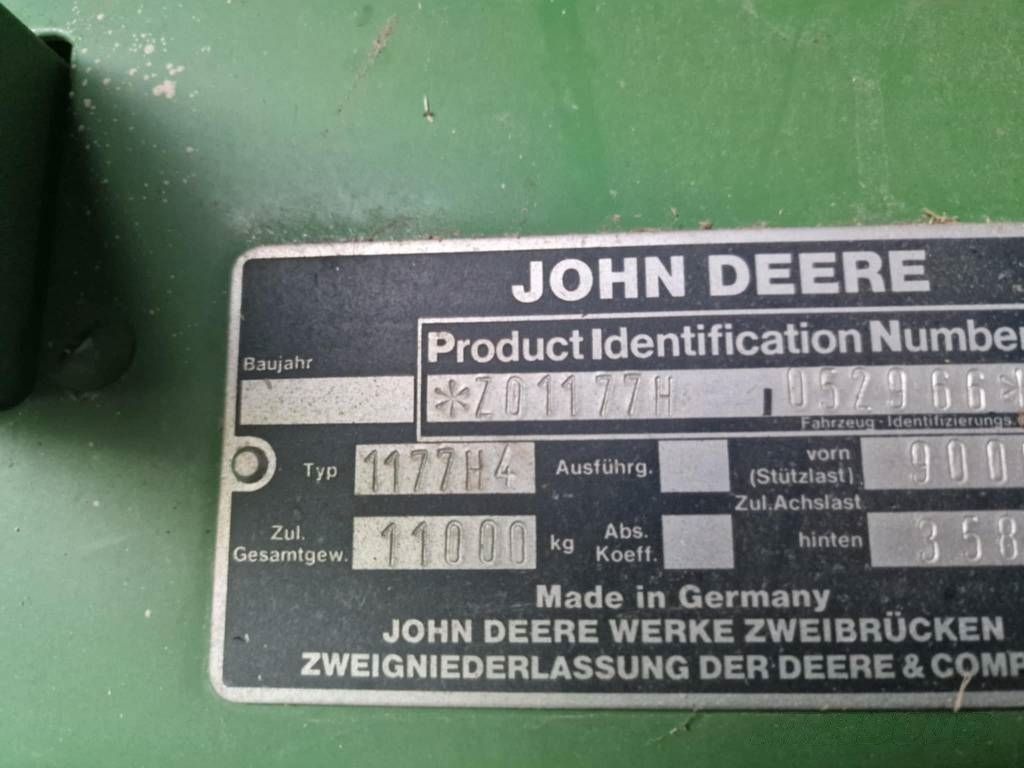 JOHN DEERE
Product Identification Number
Baujahr
*Z01177H 052966*
Fahrzeug - Identifizierungs.
Typ 1177H4 Ausführg. vorn (Stützlast) 900
Zul. Achslast
Zul. Gesamtgew. 11000 kg Abs. Koeff. hinten 358
Made in Germany
JOHN DEERE WERKE ZWEIBRÜCKEN
ZWEIGNIEDERLASSUNG DER DEERE & COMP